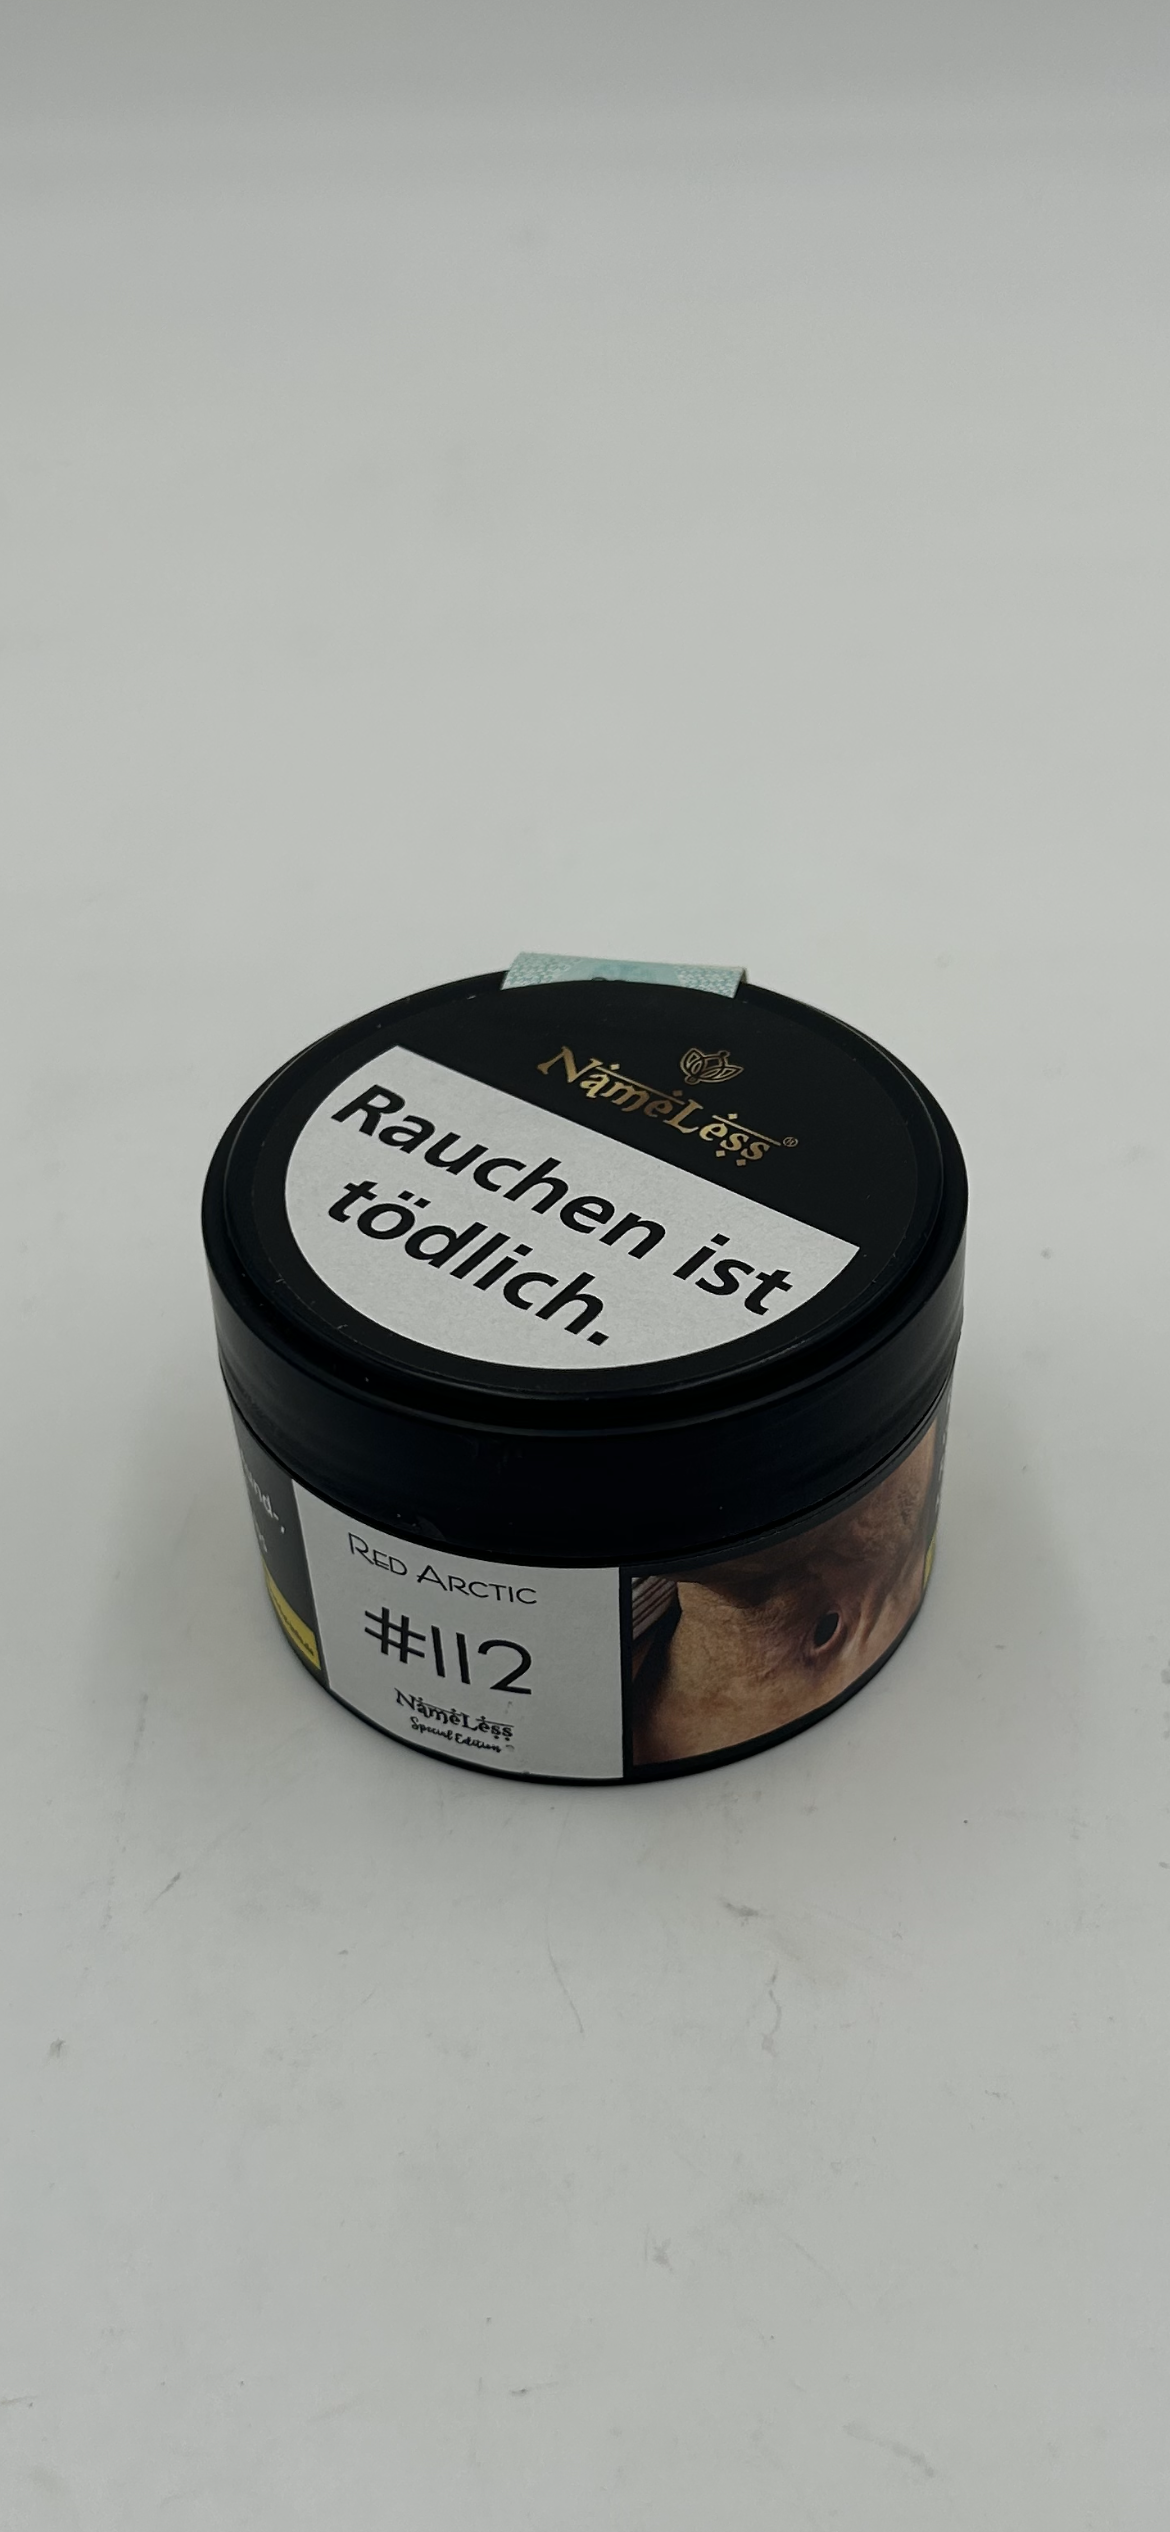 NameLess®
Rauchen ist
tödlich.
RED ARCTIC
#112
NameLess
Special Edition